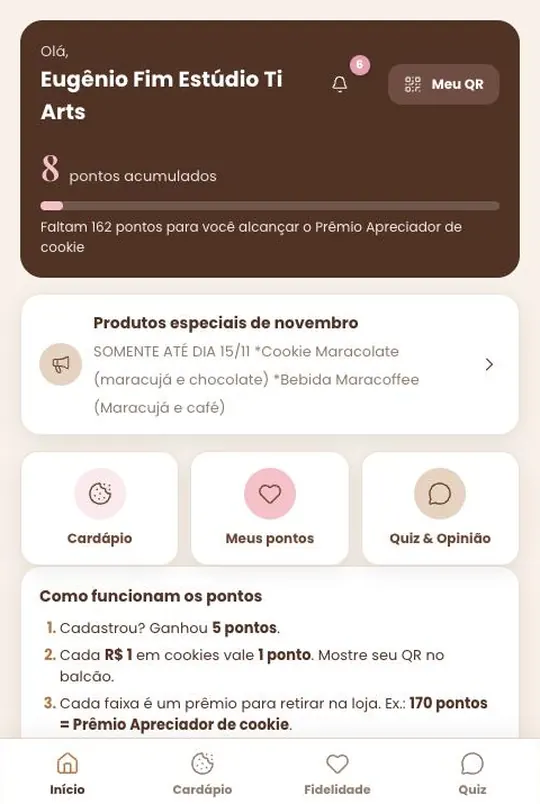 Olá,
Eugênio Fim Estúdio Ti
Arts
6
Meu QR
8 pontos acumulados
Faltam 162 pontos para você alcançar o Prêmio Apreciador de
cookie
Produtos especiais de novembro
SOMENTE ATÉ DIA 15/11 *Cookie Maracolate
(maracujá e chocolate) *Bebida Maracoffee
(Maracujá e café)
Cardápio
Meus pontos
Quiz & Opinião
Como funcionam os pontos
1. Cadastrou? Ganhou 5 pontos.
2. Cada R$ 1 em cookies vale 1 ponto. Mostre seu QR no
balcão.
3. Cada faixa é um prêmio para retirar na loja. Ex.: 170 pontos
= Prêmio Apreciador de cookie.
Início
Cardápio
Fidelidade
Quiz